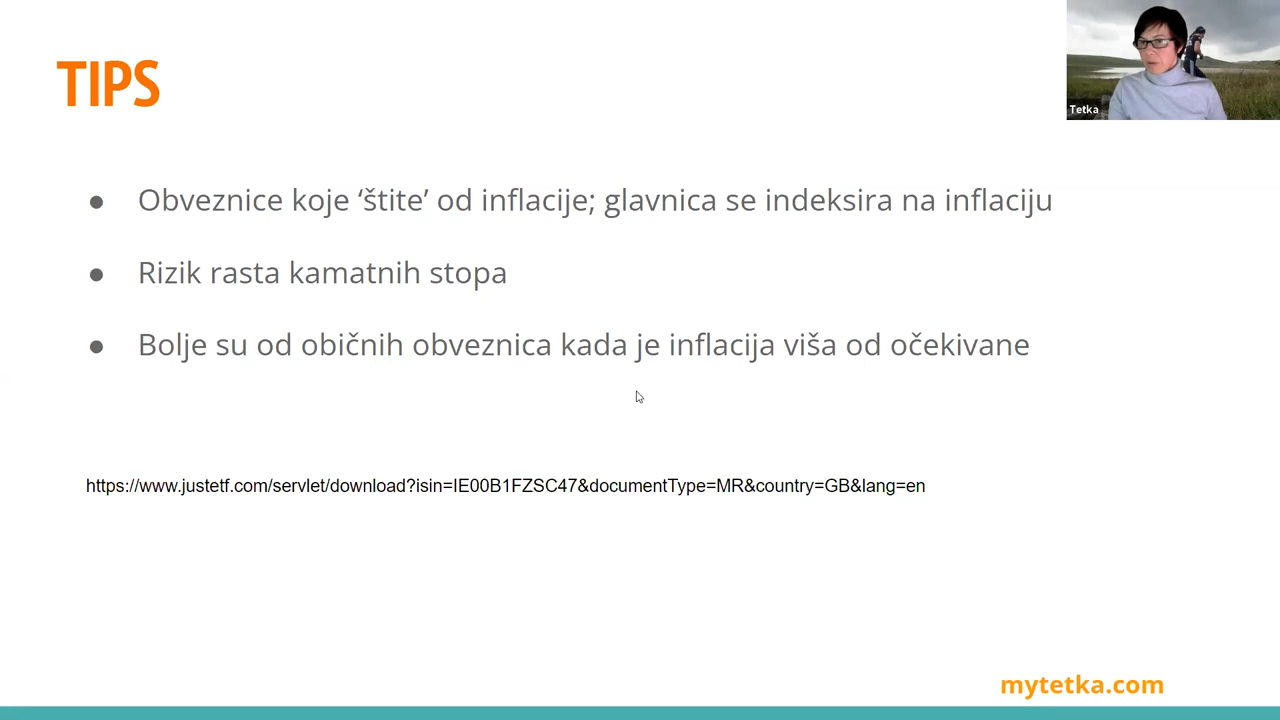 TIPS
Tetka
● Obveznice koje ‘štite’ od inflacije; glavnica se indeksira na inflaciju
● Rizik rasta kamatnih stopa
● Bolje su od običnih obveznica kada je inflacija viša od očekivane
https://www.justetf.com/servlet/download?isin=IE00B1FZSC47&documentType=MR&country=GB&lang=en
mytetka.com